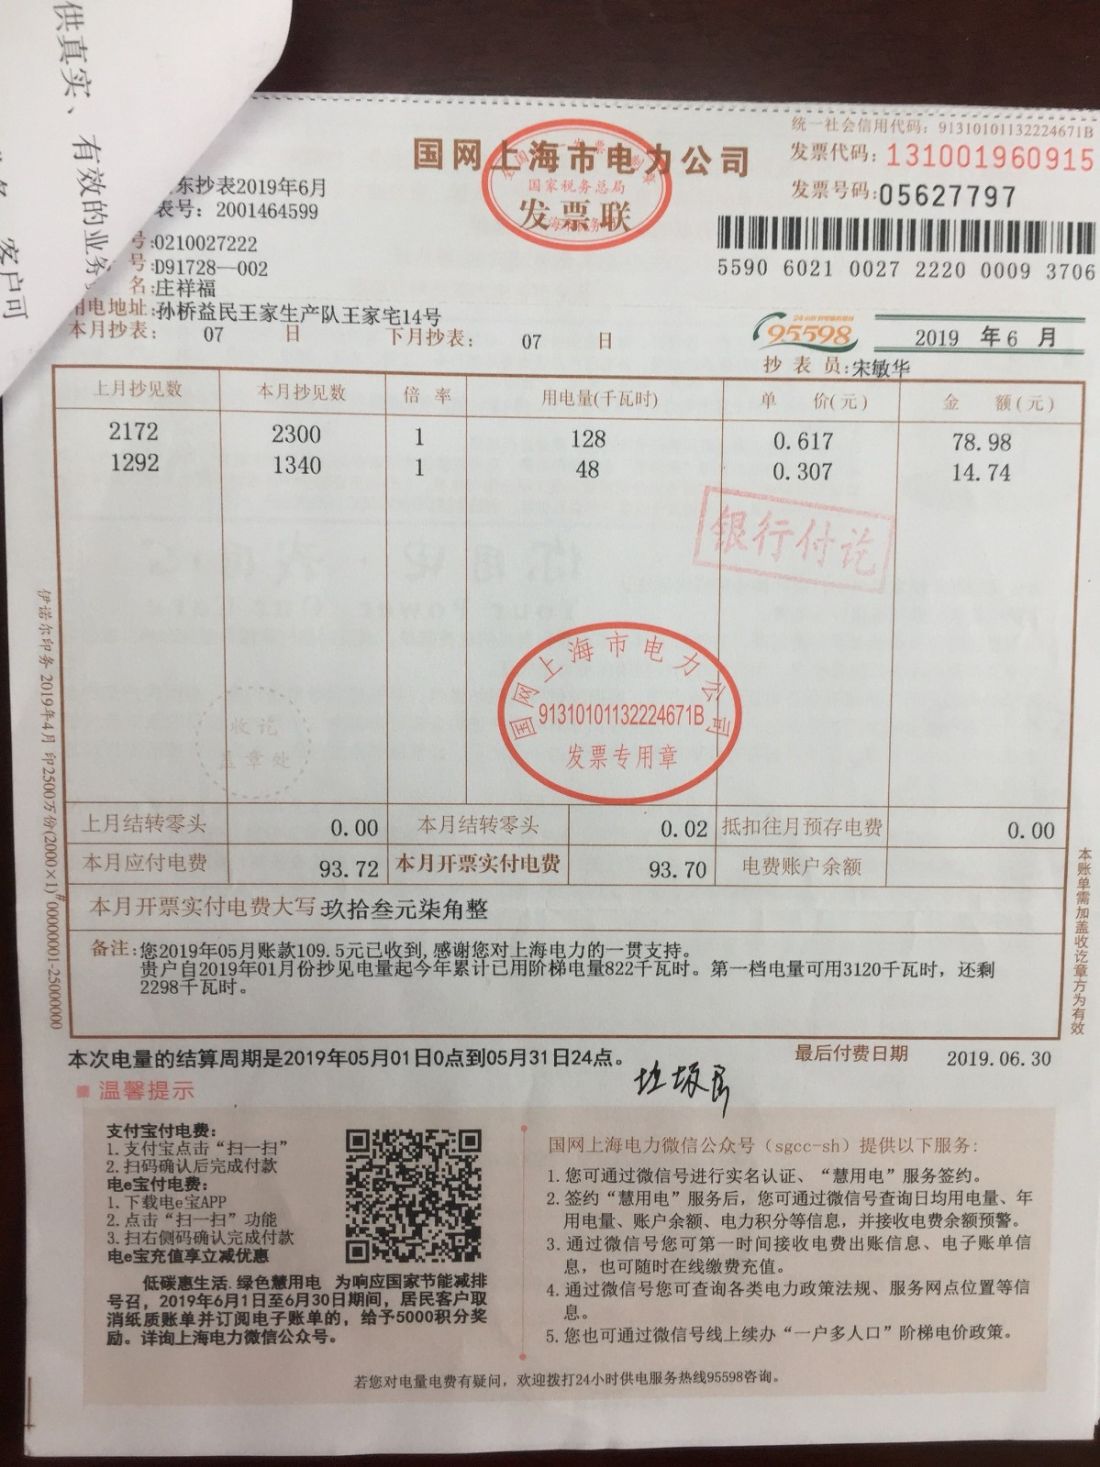 供真实、有效的业务
客户可
统一社会信用代码：91310101132224671B
国网上海市电力公司
发票代码：131001960915
国家税务总局
发票联
发票号码：05627797
东抄表2019年6月
表号：2001464599
5590 6021 0027 2220 0009 3706
号:0210027222
号:D91728—002
名:庄祥福
用电地址:孙桥益民王家生产队王家宅14号
本月抄表： 07 日 下月抄表： 07 日
95598
2019 年 6 月
抄 表 员:宋敏华
上月抄见数 本月抄见数 倍 率 用电量(千瓦时) 单 价(元) 金 额(元)
2172 2300 1 128 0.617 78.98
1292 1340 1 48 0.307 14.74
银行付讫
国网上海市电力公司
91310101132224671B
发票专用章
收讫
盖章处
伊诺尔印务 2019年4月 印2500万份(2000×1)#00000001-25000000
上月结转零头 0.00 本月结转零头 0.02 抵扣往月预存电费 0.00
本月应付电费 93.72 本月开票实付电费 93.70 电费账户余额
本月开票实付电费大写:玖拾叁元柒角整
备注:您2019年05月账款109.5元已收到,感谢您对上海电力的一贯支持。
贵户自2019年01月份抄见电量起今年累计已用阶梯电量822千瓦时。第一档电量可用3120千瓦时，还剩
2298千瓦时。
本账单需加盖收讫章方为有效
本次电量的结算周期是2019年05月01日0点到05月31日24点。
最后付费日期 2019.06.30
温馨提示
支付宝付电费：
1. 支付宝点击“扫一扫”
2. 扫码确认后完成付款
电e宝付电费：
1. 下载电e宝APP
2. 点击“扫一扫”功能
3. 扫右侧码确认完成付款
电e宝充值享立减优惠
低碳惠生活.绿色慧用电 为响应国家节能减排
号召，2019年6月1日至6月30日期间，居民客户取
消纸质账单并订阅电子账单的，给予5000积分奖
励。详询上海电力微信公众号。
国网上海电力微信公众号（sgcc-sh）提供以下服务：
1. 您可通过微信号进行实名认证、“慧用电”服务签约。
2. 签约“慧用电”服务后，您可通过微信号查询日均用电量、年
用电量、账户余额、电力积分等信息，并接收电费余额预警。
3. 通过微信号您可第一时间接收电费出账信息、电子账单信
息，也可随时在线缴费充值。
4. 通过微信号您可查询各类电力政策法规、服务网点位置等信
息。
5. 您也可通过微信号线上续办“一户多人口”阶梯电价政策。
若您对电量电费有疑问，欢迎拨打24小时供电服务热线95598咨询。